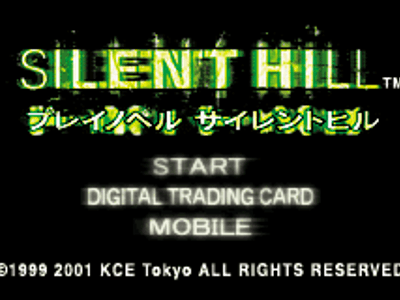 SILENT HILL™
プレイノベル サイレントヒル
START
DIGITAL TRADING CARD
MOBILE
©1999 2001 KCE Tokyo ALL RIGHTS RESERVED